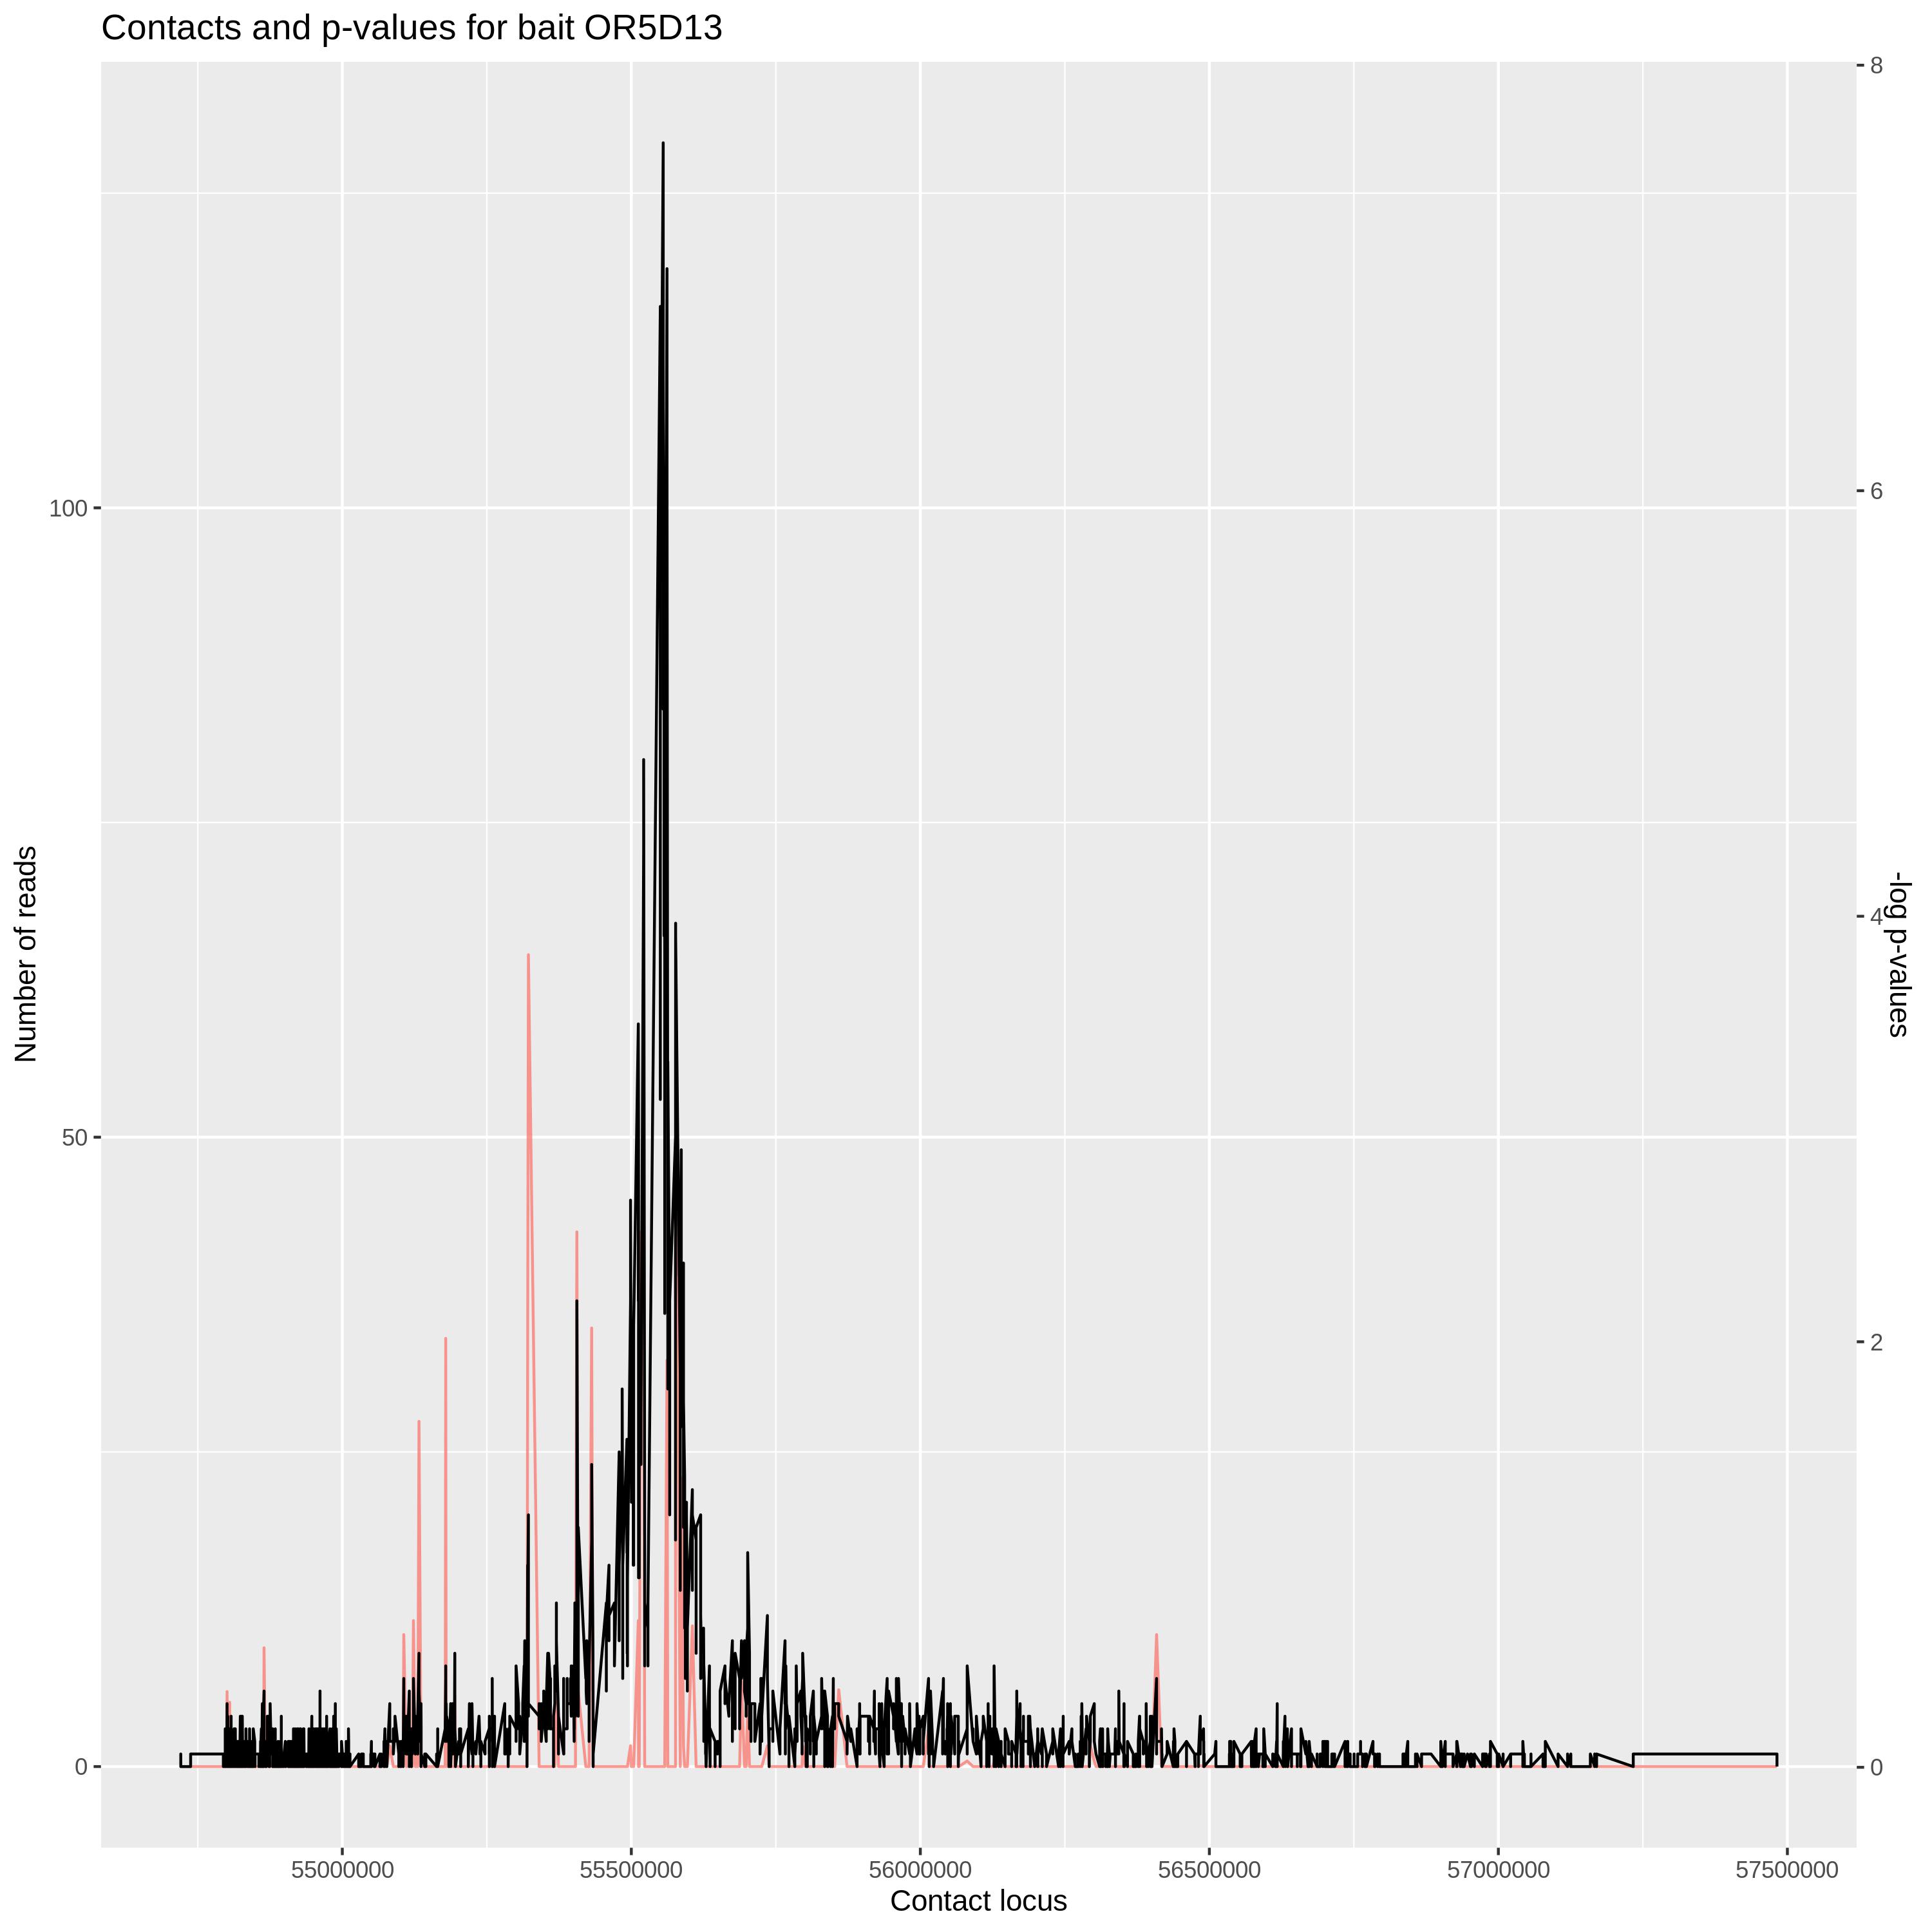 Contacts and p-values for bait OR5D13
8
6
100
4
Number of reads
-log p-values
50
2
0
0
55000000 55500000 56000000 56500000 57000000 57500000
Contact locus